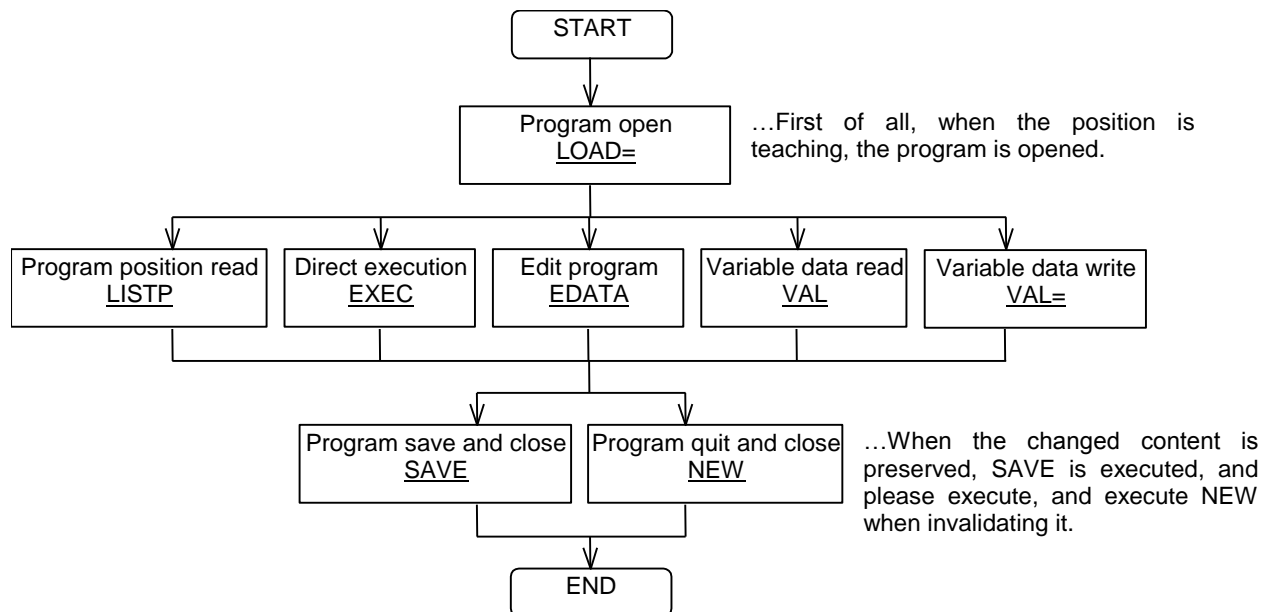 START
Program open
LOAD=
…First of all, when the position is
teaching, the program is opened.
Program position read
LISTP
Direct execution
EXEC
Edit program
EDATA
Variable data read
VAL
Variable data write
VAL=
Program save and close
SAVE
Program quit and close
NEW
…When the changed content is
preserved, SAVE is executed, and
please execute, and execute NEW
when invalidating it.
END